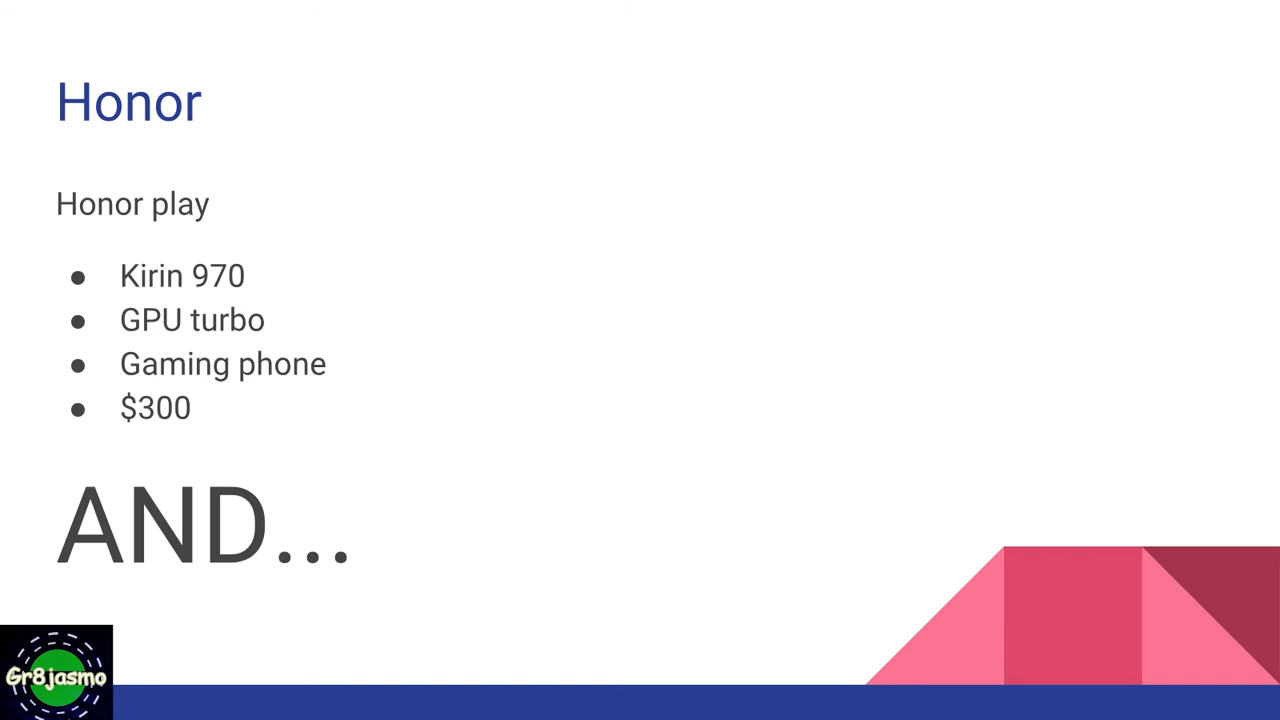 Honor
Honor play
● Kirin 970
● GPU turbo
● Gaming phone
● $300
AND...
Gr8jasmo